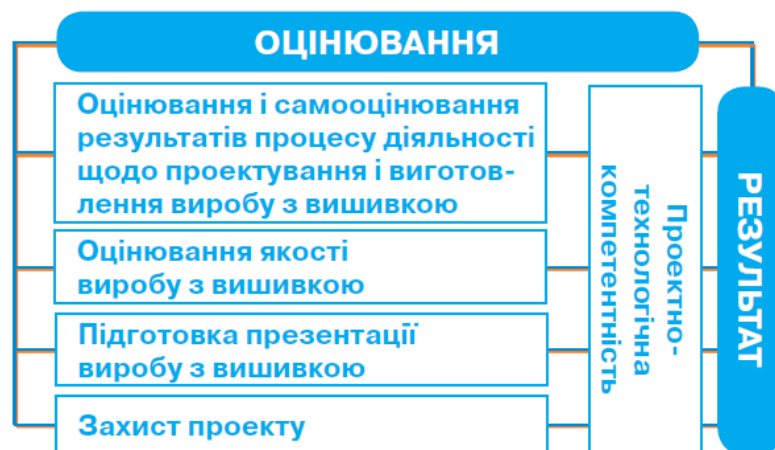 ОЦІНЮВАННЯ
Оцінювання і самооцінювання
результатів процесу діяльності
щодо проектування і виготов-
лення виробу з вишивкою
Оцінювання якості
виробу з вишивкою
Підготовка презентації
виробу з вишивкою
Захист проекту
Проектно-
технологічна
компетентність
РЕЗУЛЬТАТ